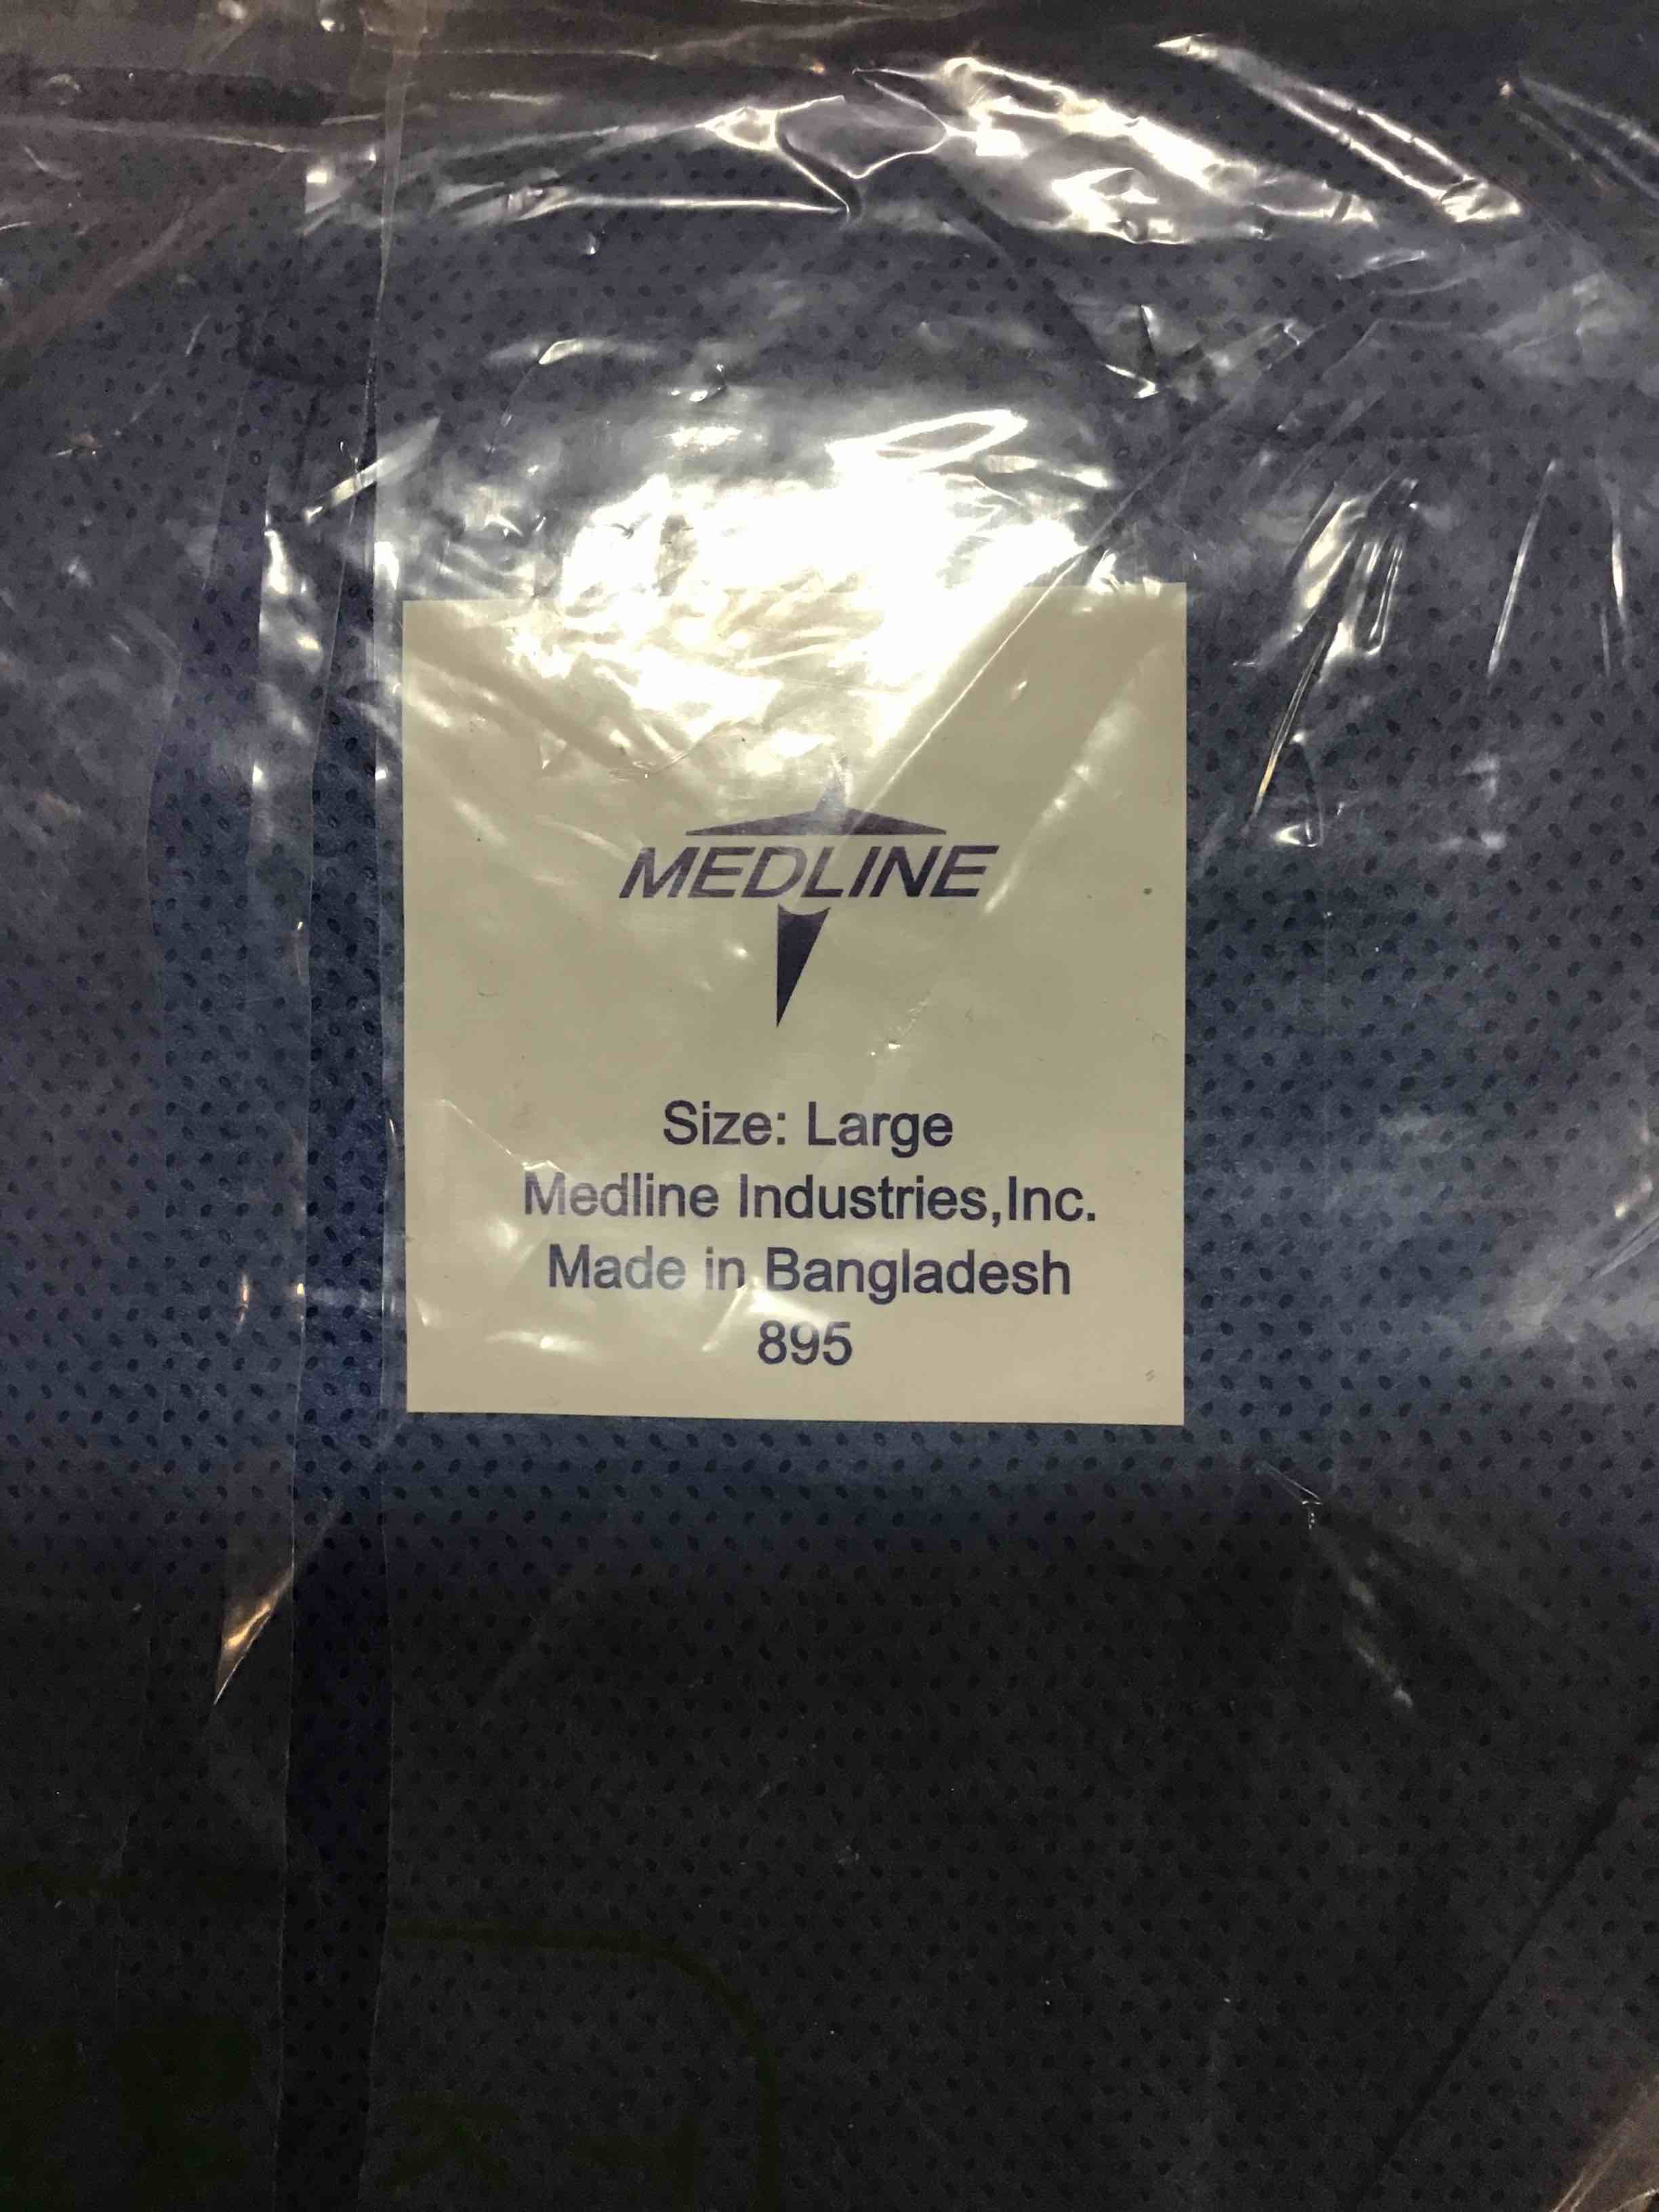 MEDLINE
Size: Large
Medline Industries,Inc.
Made in Bangladesh
895